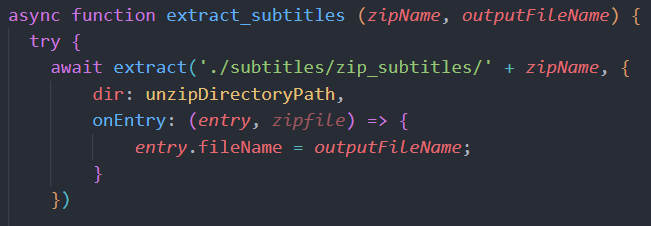 async function extract_subtitles (zipName, outputFileName) {
  try {
    await extract('./subtitles/zip_subtitles/' + zipName, {
        dir: unzipDirectoryPath,
        onEntry: (entry, zipfile) => {
            entry.fileName = outputFileName;
        }
    })